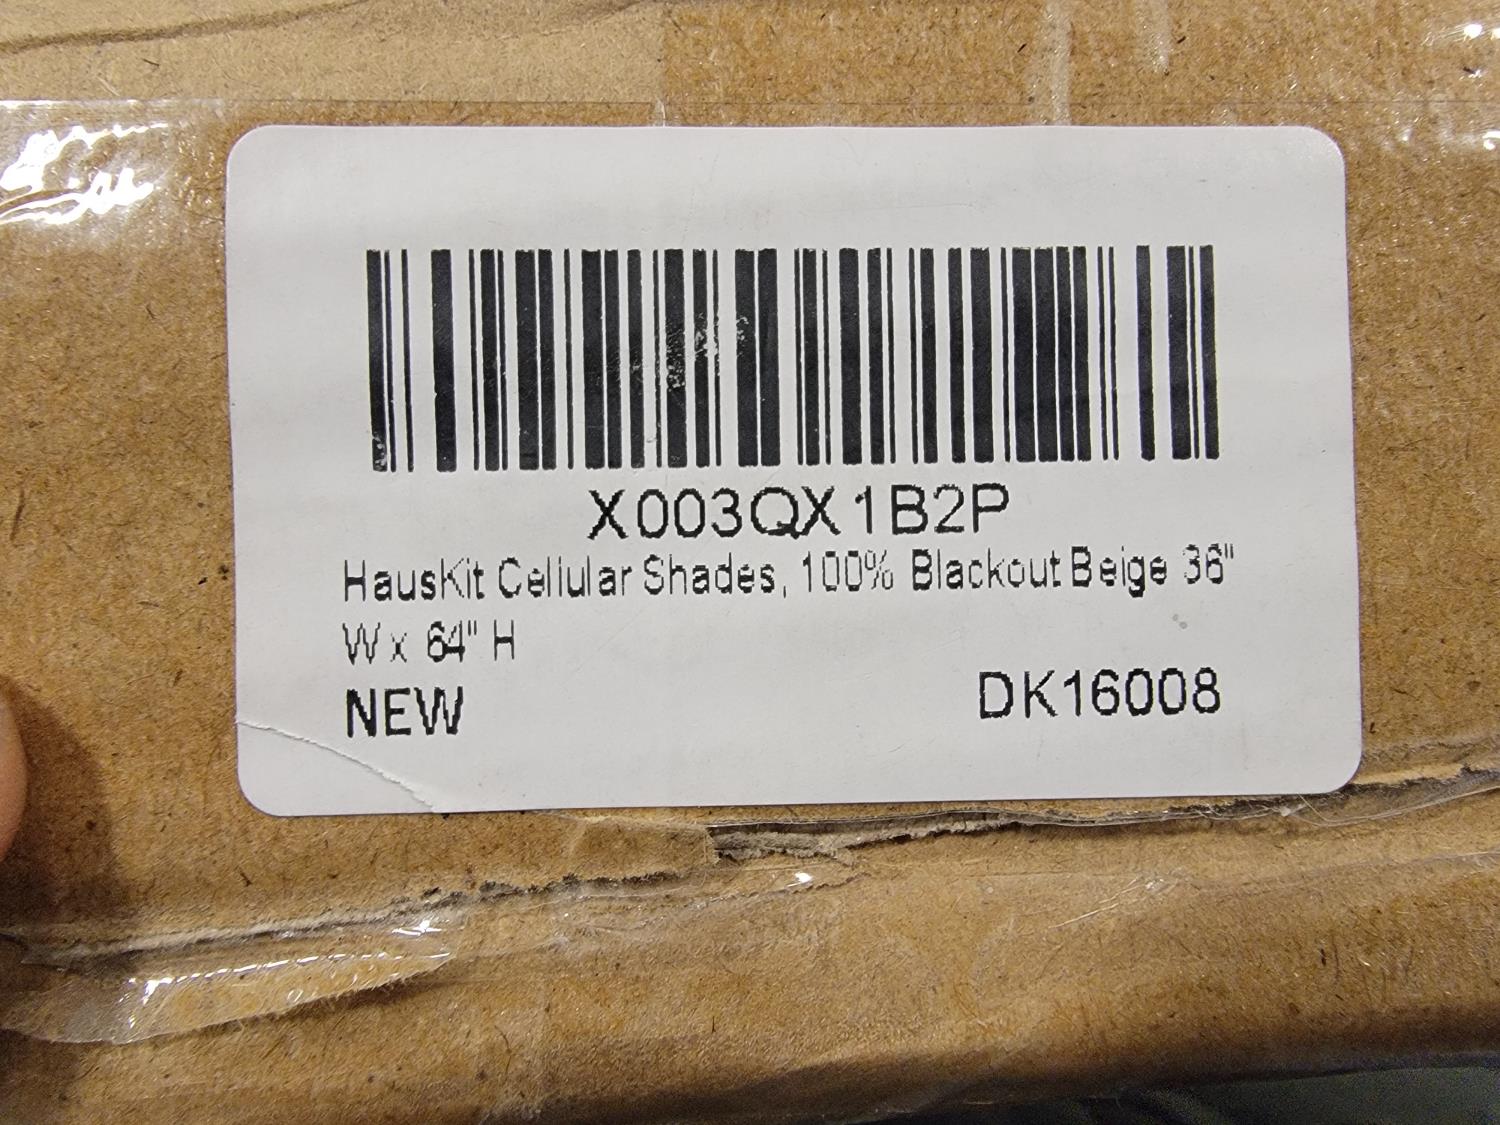 X003QX1B2P
HausKit Cellular Shades, 100% Blackout Beige 36"
W x 64" H
NEW
DK16008